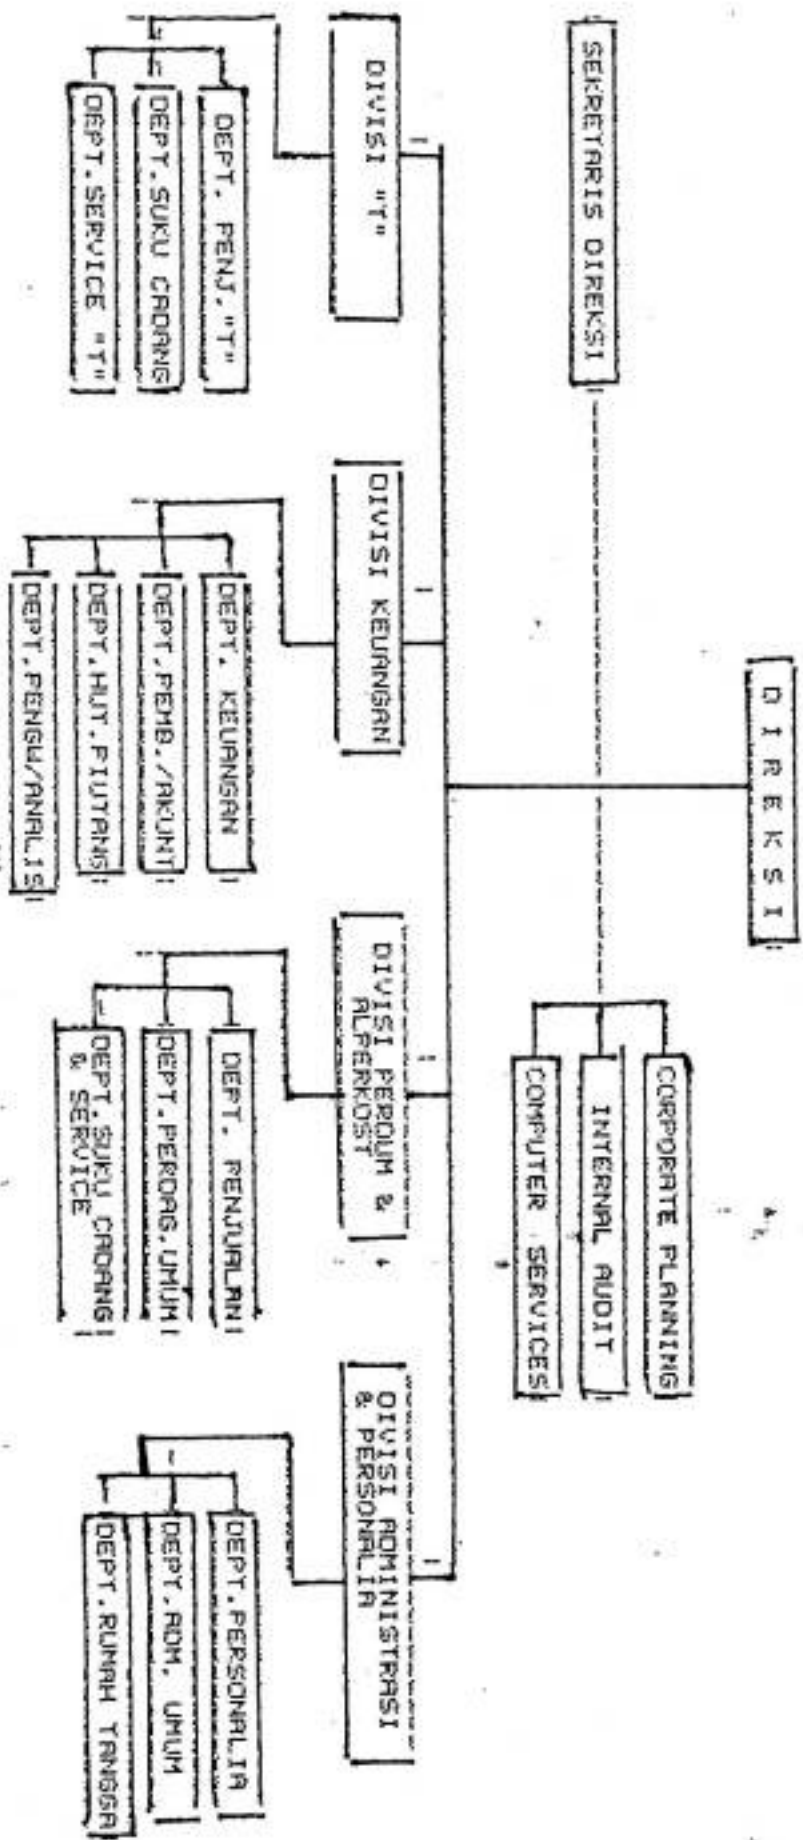 DIREKSI
SEKRETARIS DIREKSI
CORPORATE PLANNING
INTERNAL AUDIT
COMPUTER SERVICES
DIVISI "T"
DEPT. PENJ."T"
DEPT.SUKU CADANG
DEPT.SERVICE "T"
DIVISI KEUANGAN
DEPT. KEUANGAN
DEPT.PEMB./AKUNT
DEPT.HUT.PIUTANG
DEPT.PENGW/ANALIS
DIVISI PERDUM &
ALPERKOST
DEPT. PENJUALAN
DEPT.PERDAG.UMUM
DEPT.SUKU CADANG
& SERVICE
DIVISI ADMINISTRASI
& PERSONALIA
DEPT.PERSONALIA
DEPT.ADM. UMUM
DEPT.RUMAH TANGGA